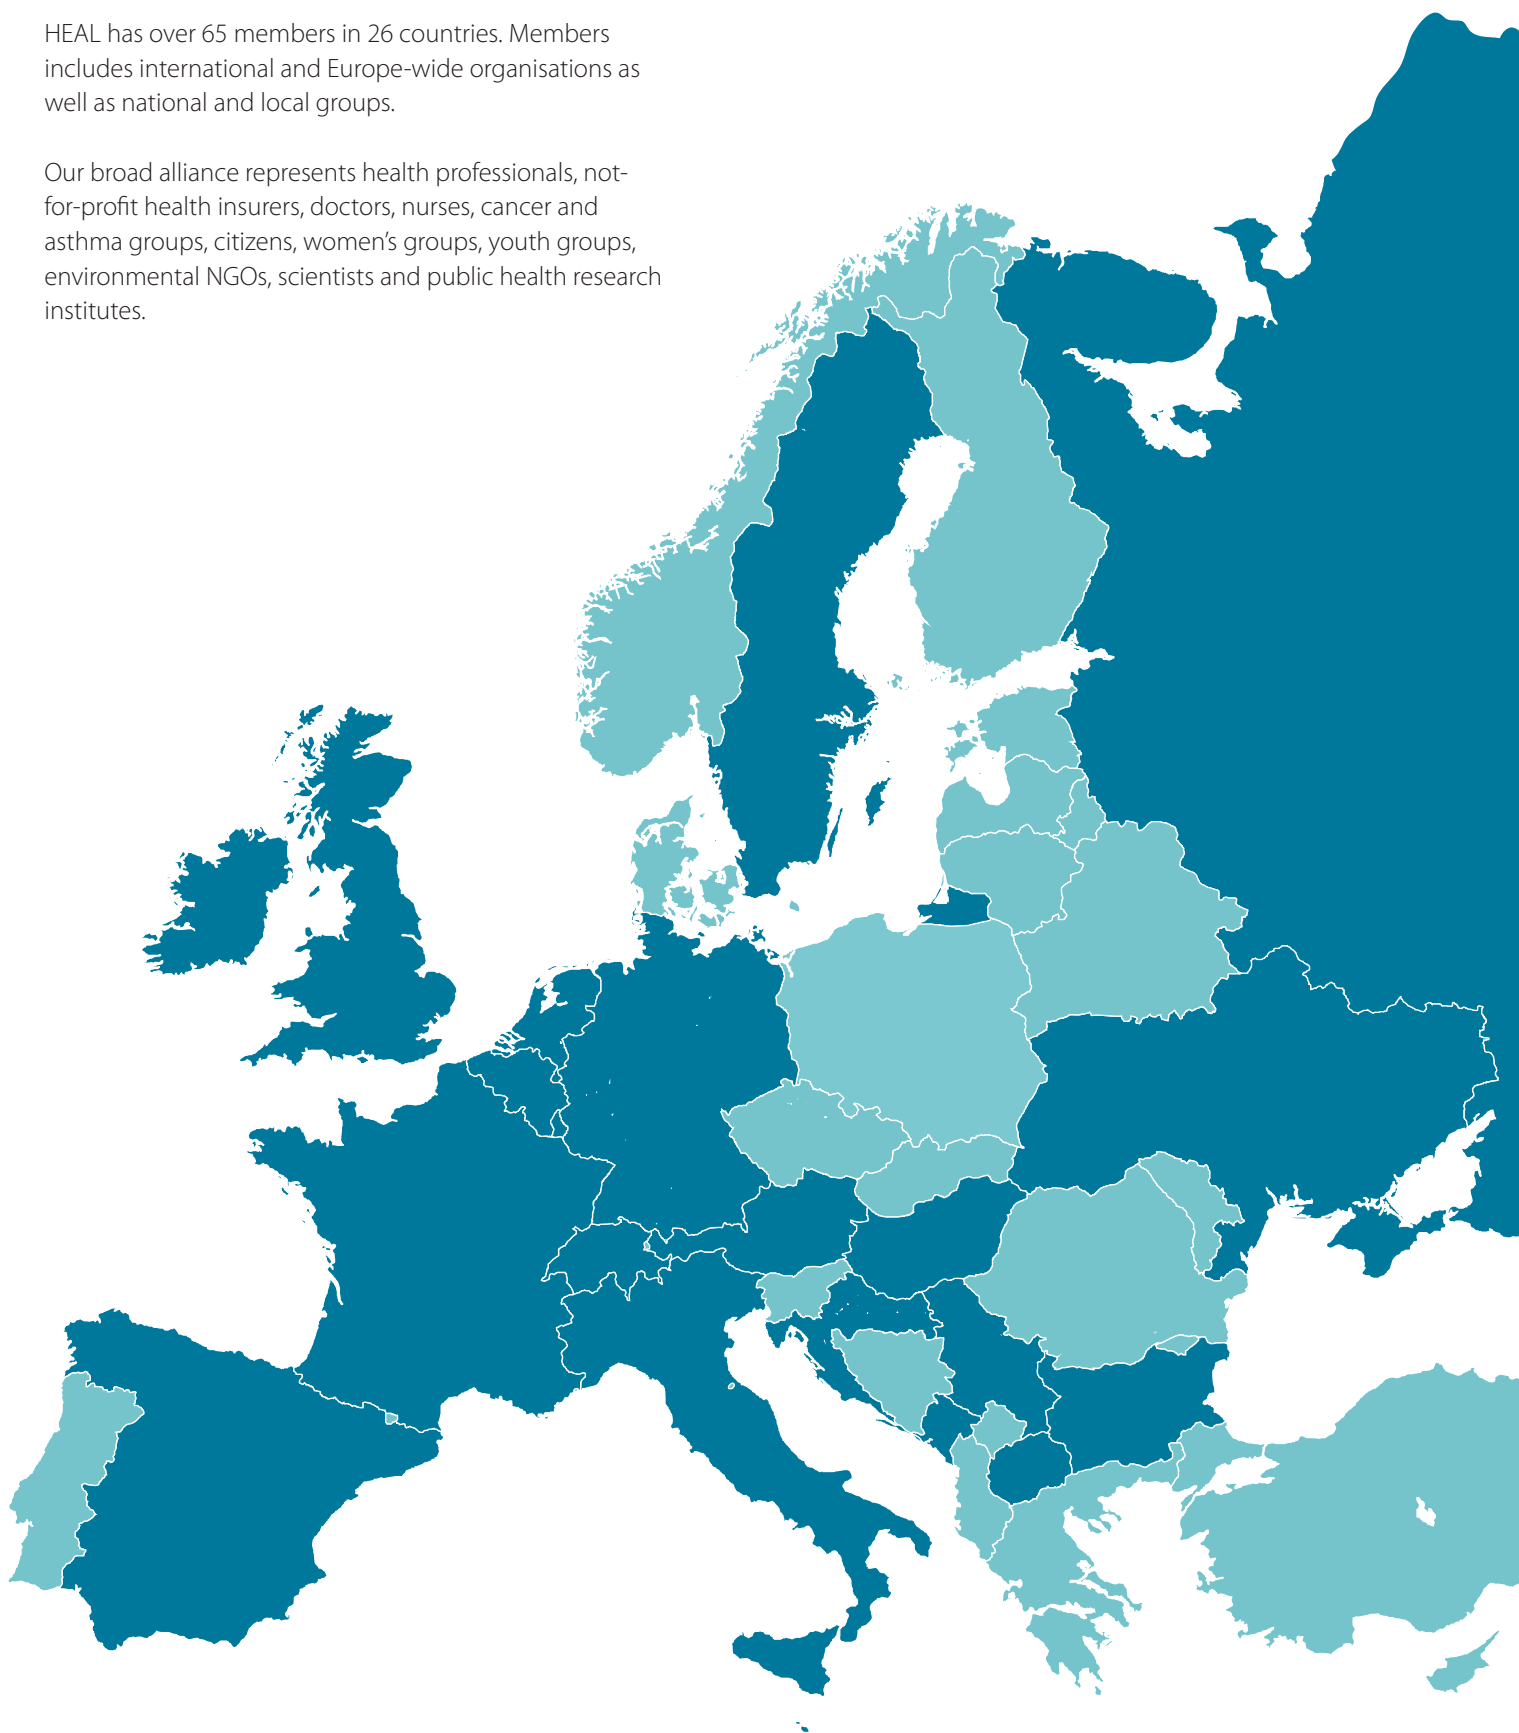 HEAL has over 65 members in 26 countries. Members
includes international and Europe-wide organisations as
well as national and local groups.
Our broad alliance represents health professionals, not-
for-profit health insurers, doctors, nurses, cancer and
asthma groups, citizens, women’s groups, youth groups,
environmental NGOs, scientists and public health research
institutes.